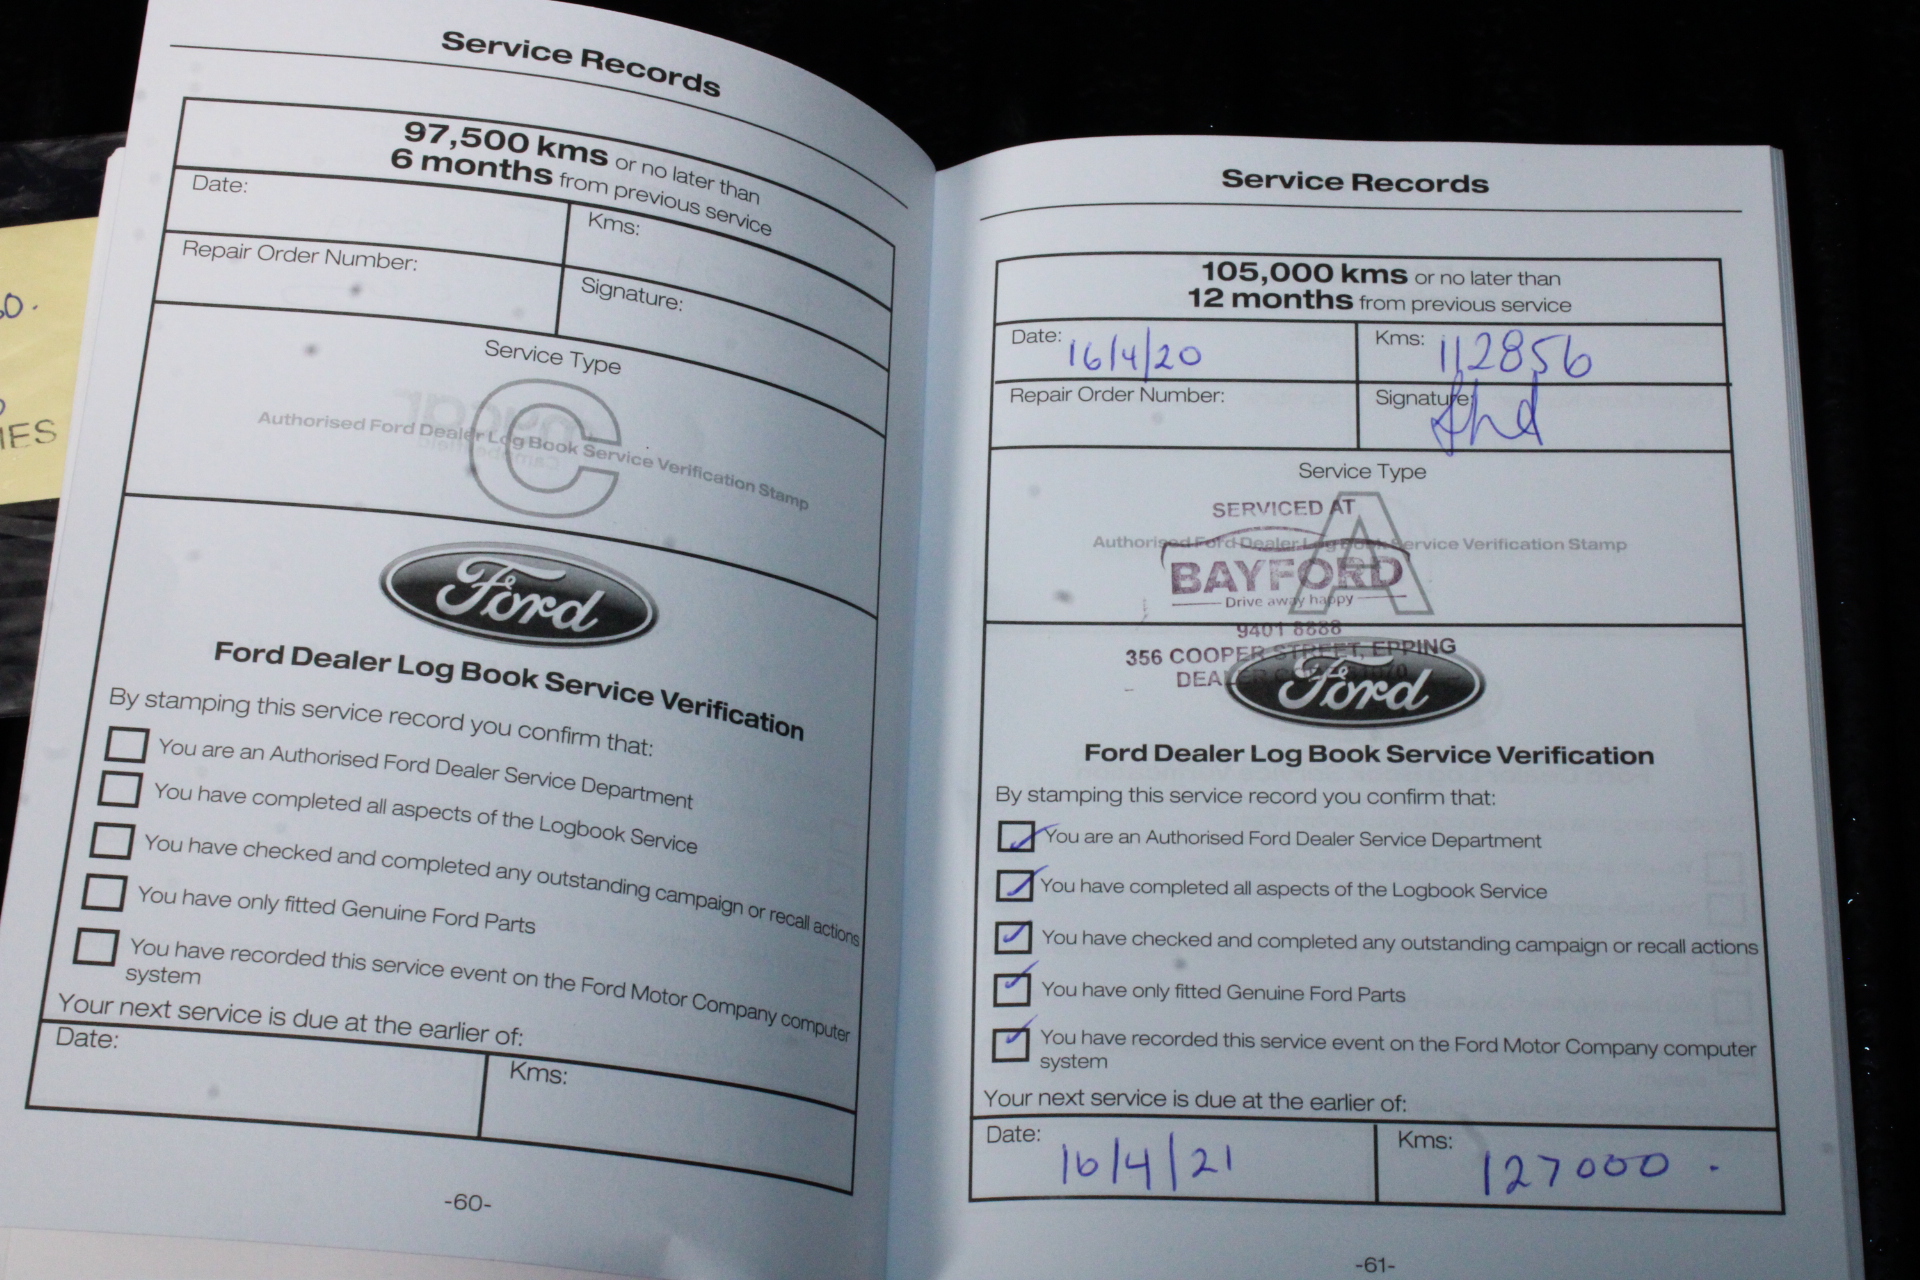 Service Records
97,500 kms or no later than
6 months from previous service
Date:
Kms:
Repair Order Number:
Signature:
Service Type
C
Authorised Ford Dealer Log Book Service Verification Stamp
Ford
Ford Dealer Log Book Service Verification
By stamping this service record you confirm that:
You are an Authorised Ford Dealer Service Department
You have completed all aspects of the Logbook Service
You have checked and completed any outstanding campaign or recall actions
You have only fitted Genuine Ford Parts
You have recorded this service event on the Ford Motor Company computer
system
Your next service is due at the earlier of:
Date:
Kms:
-60-
Service Records
105,000 kms or no later than
12 months from previous service
Date: 16/4/20
Kms: 112856
Repair Order Number:
Signature:
Service Type
A
SERVICED AT
Authorised Ford Dealer Log Book Service Verification Stamp
BAYFORD
Drive away happy
9401 8888
356 COOPER STREET, EPPING
Ford
Ford Dealer Log Book Service Verification
By stamping this service record you confirm that:
You are an Authorised Ford Dealer Service Department
You have completed all aspects of the Logbook Service
You have checked and completed any outstanding campaign or recall actions
You have only fitted Genuine Ford Parts
You have recorded this service event on the Ford Motor Company computer
system
Your next service is due at the earlier of:
Date: 16/4/21
Kms: 127000 .
-61-